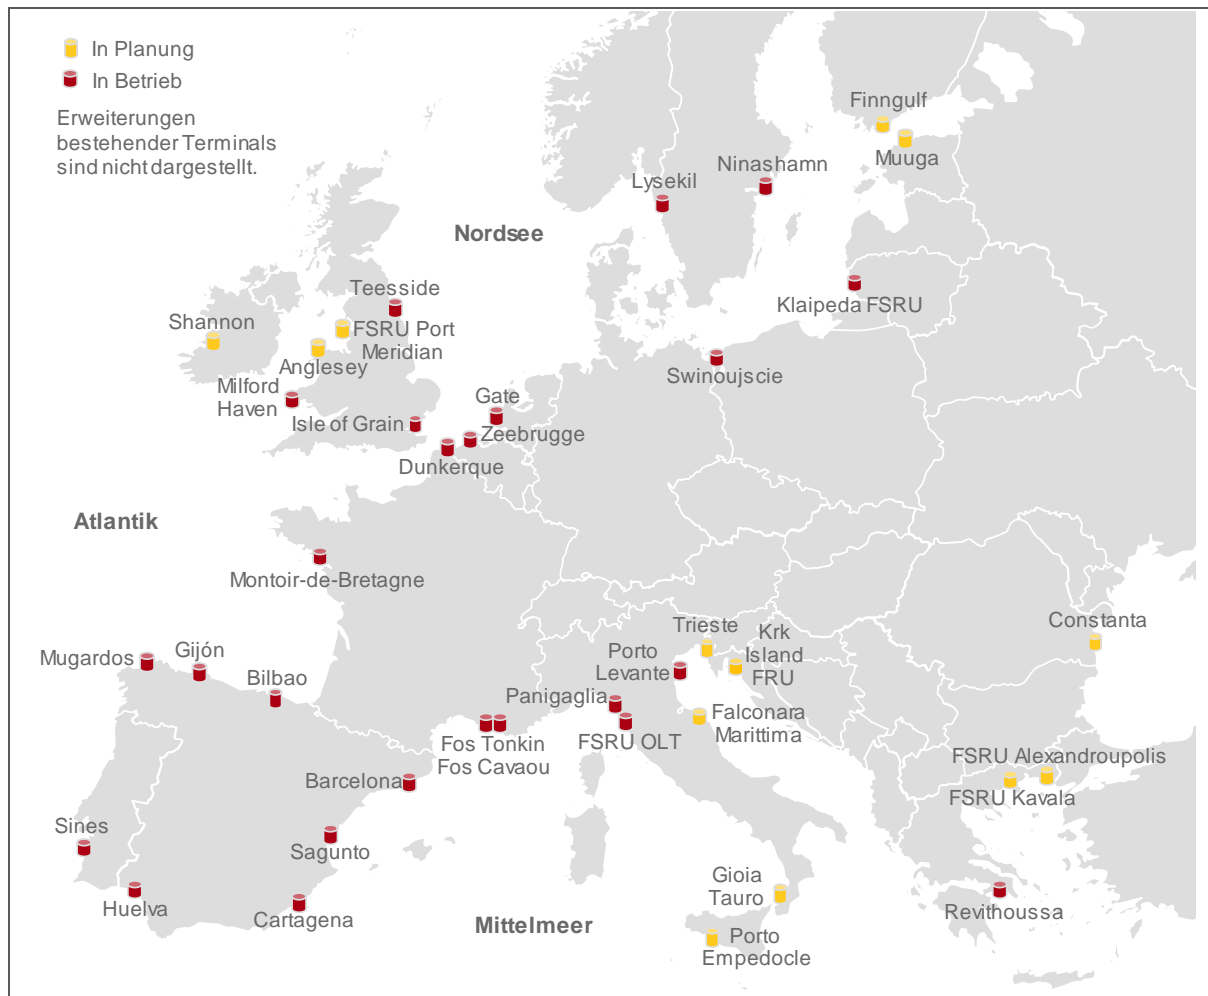 In Planung
In Betrieb
Erweiterungen
bestehender Terminals
sind nicht dargestellt.
Finngulf
Muuga
Ninashamn
Lysekil
Nordsee
Klaipeda FSRU
Teesside
Shannon
FSRU Port
Meridian
Anglesey
Swinoujscie
Milford
Haven
Gate
Isle of Grain
Zeebrugge
Dunkerque
Atlantik
Montoir-de-Bretagne
Constanta
Trieste
Krk
Island
FRU
Porto
Levante
Mugardos
Gijón
Bilbao
Panigaglia
Falconara
Marittima
Fos Tonkin
Fos Cavaou
FSRU OLT
FSRU Alexandroupolis
FSRU Kavala
Barcelona
Sines
Sagunto
Gioia
Tauro
Huelva
Cartagena
Revithoussa
Mittelmeer
Porto
Empedocle